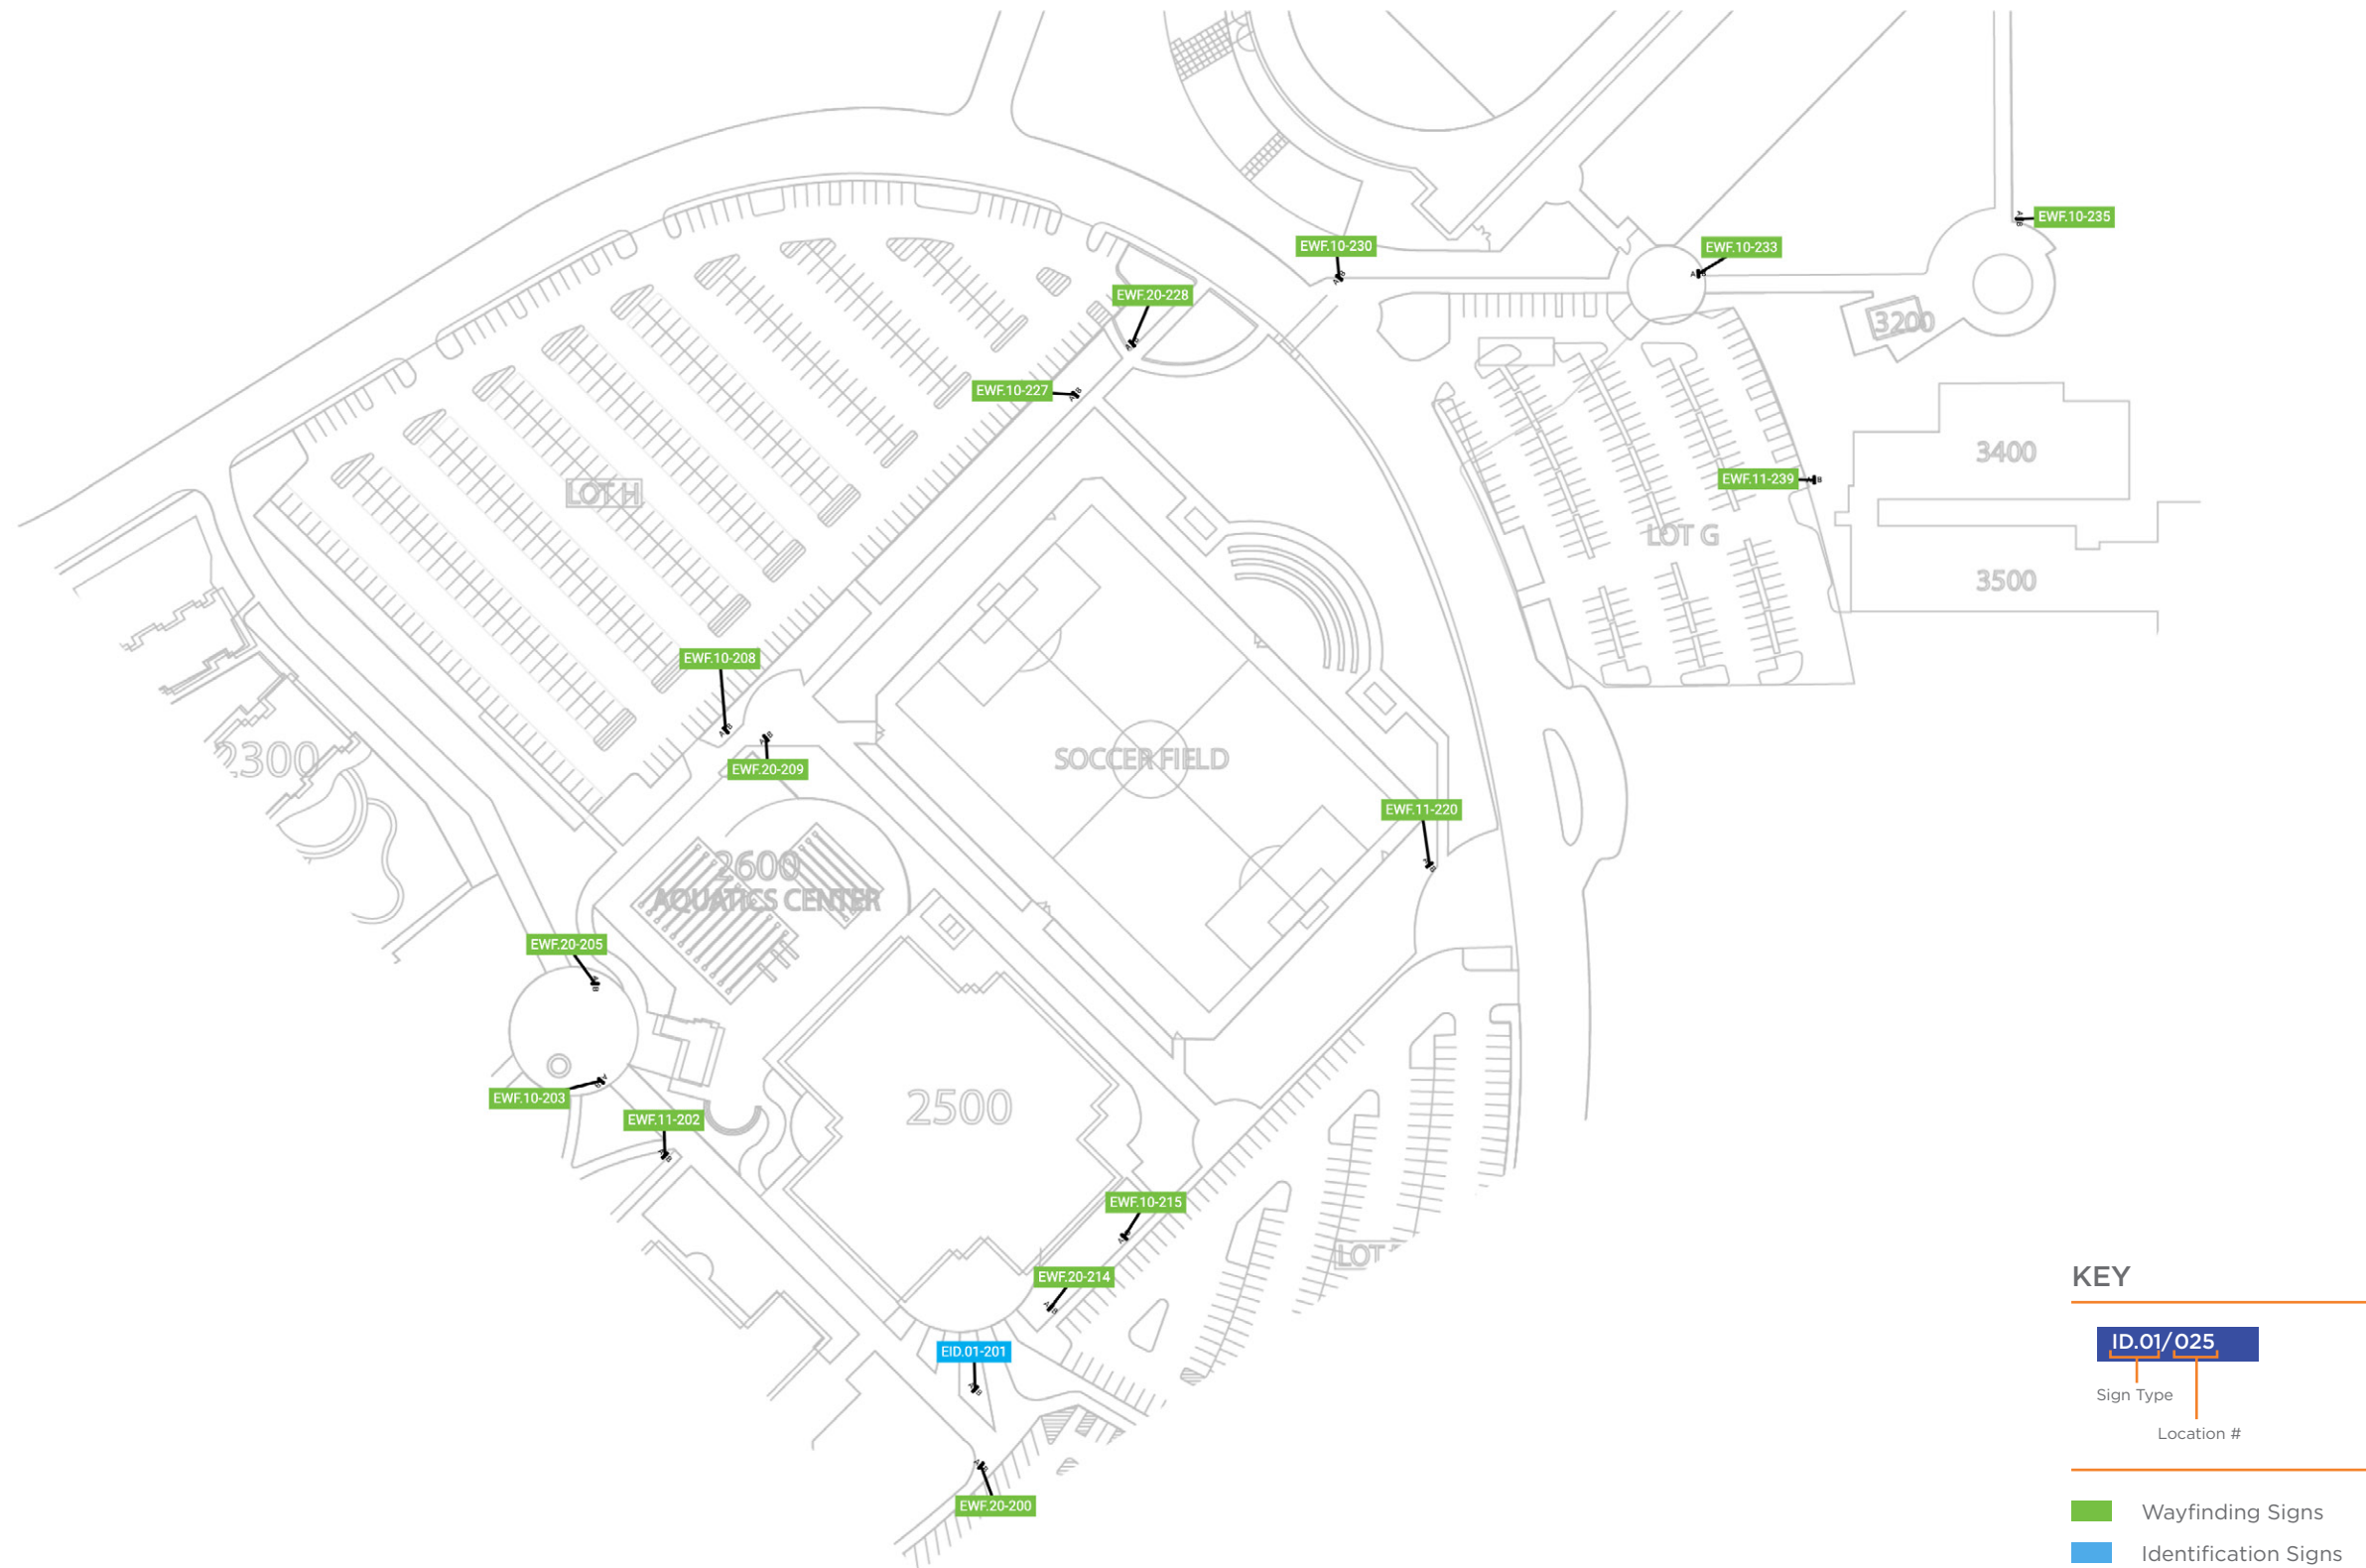 EWF.10-235
EWF.10-230
EWF.10-233
EWF.20-228
3200
EWF.10-227
3400
EWF.11-239
LOT H
LOT G
3500
EWF.10-208
2300
SOCCER FIELD
EWF.20-209
EWF.11-220
2600
AQUATICS CENTER
EWF.20-205
EWF.10-203
2500
EWF.11-202
EWF.10-215
LOT
EWF.20-214
EID.01-201
EWF.20-200
KEY
ID.01/025
Sign Type
Location #
Wayfinding Signs
Identification Signs